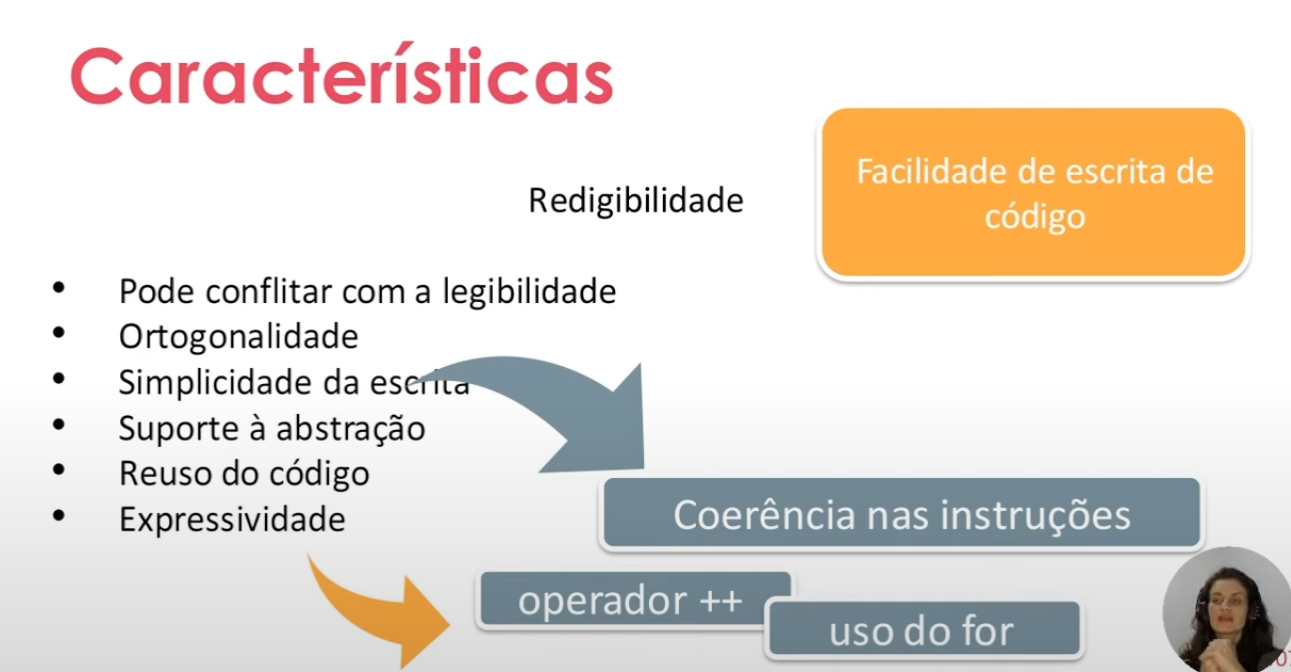 Características
Facilidade de escrita de
código
Redigibilidade
• Pode conflitar com a legibilidade
• Ortogonalidade
• Simplicidade da escrita
• Suporte à abstração
• Reuso do código
• Expressividade
Coerência nas instruções
operador ++
uso do for